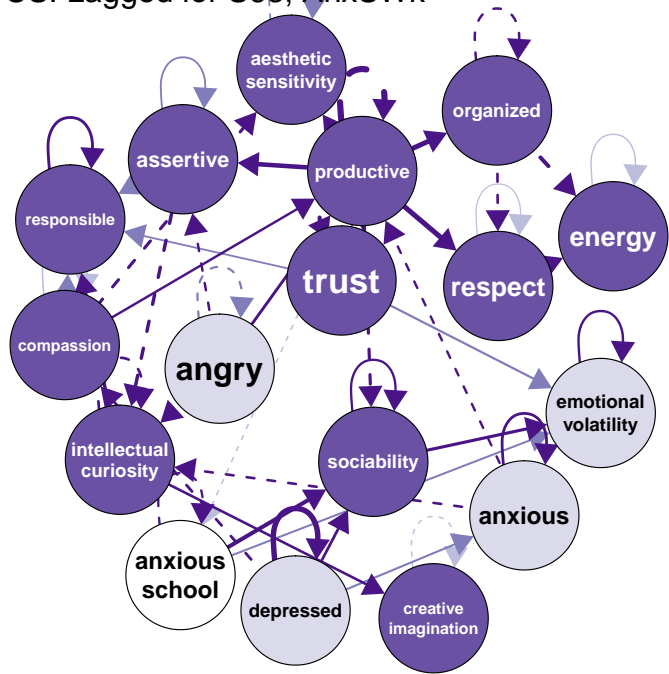 aesthetic
sensitivity
organized
assertive
productive
responsible
energy
trust
respect
compassion
angry
emotional
volatility
intellectual
curiosity
sociability
anxious
anxious
school
depressed
creative
imagination